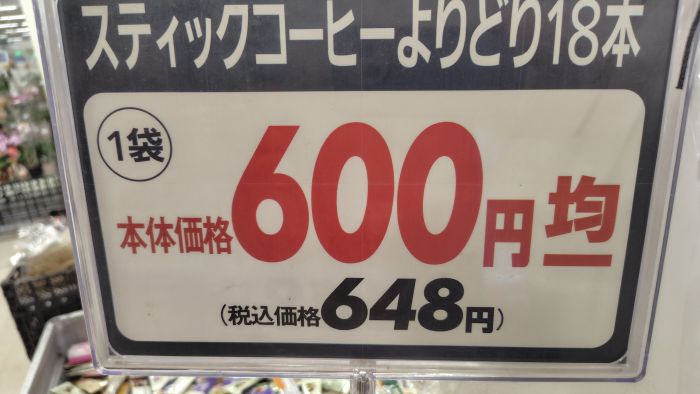 スティックコーヒーよりどり18本
1袋
本体価格600円均一
(税込価格648円)